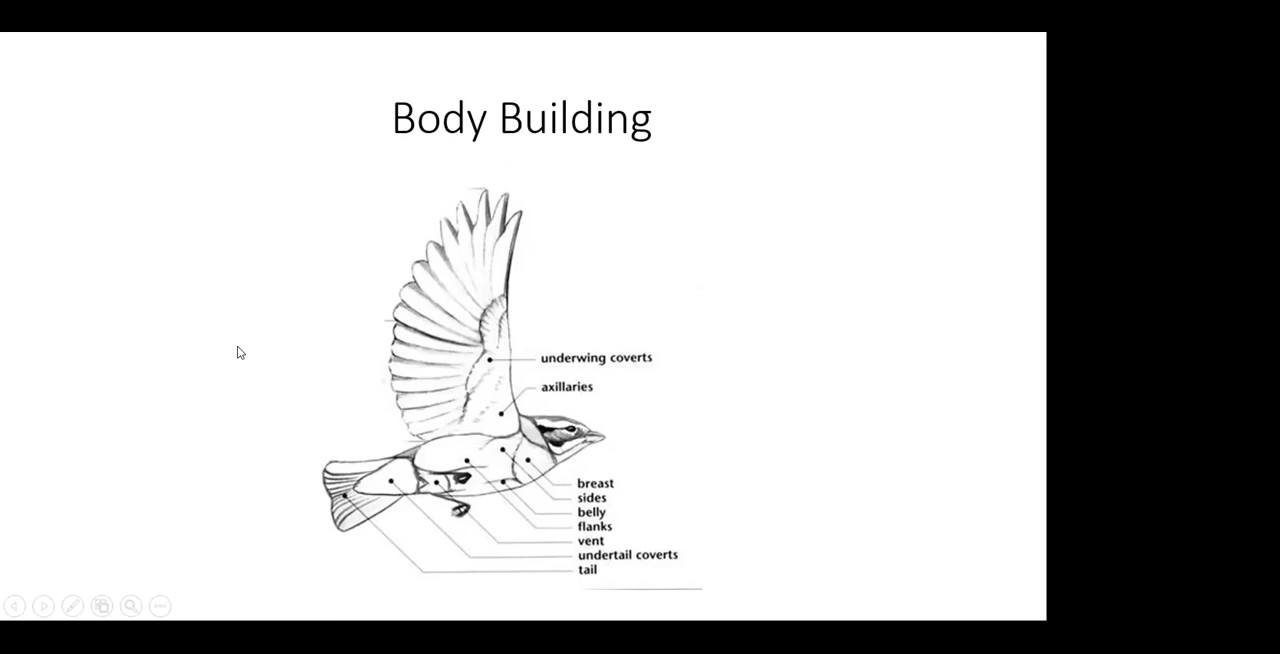 Body Building
underwing coverts
axillaries
breast
sides
belly
flanks
vent
undertail coverts
tail